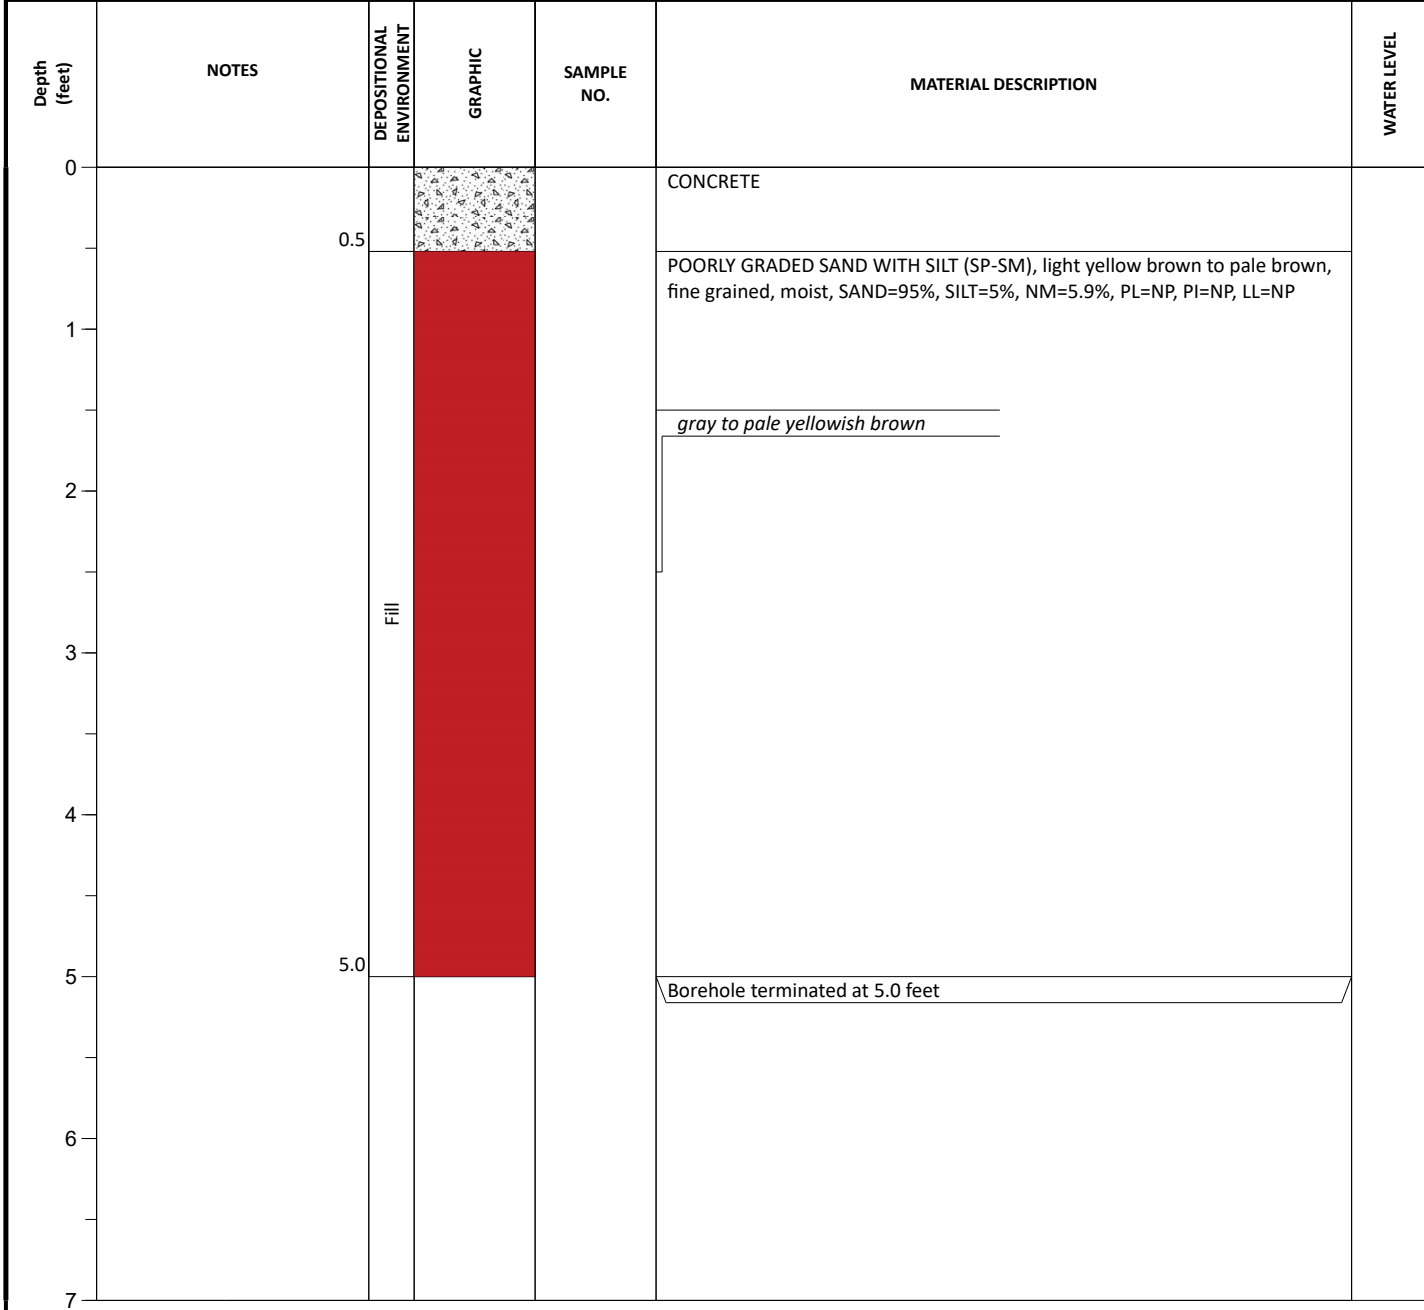 Depth
(feet)
NOTES
DEPOSITIONAL
ENVIRONMENT
GRAPHIC
SAMPLE
NO.
MATERIAL DESCRIPTION
WATER LEVEL
0
CONCRETE
0.5
POORLY GRADED SAND WITH SILT (SP-SM), light yellow brown to pale brown,
fine grained, moist, SAND=95%, SILT=5%, NM=5.9%, PL=NP, PI=NP, LL=NP
1
gray to pale yellowish brown
2
Fill
3
4
5.0
5
Borehole terminated at 5.0 feet
6
7